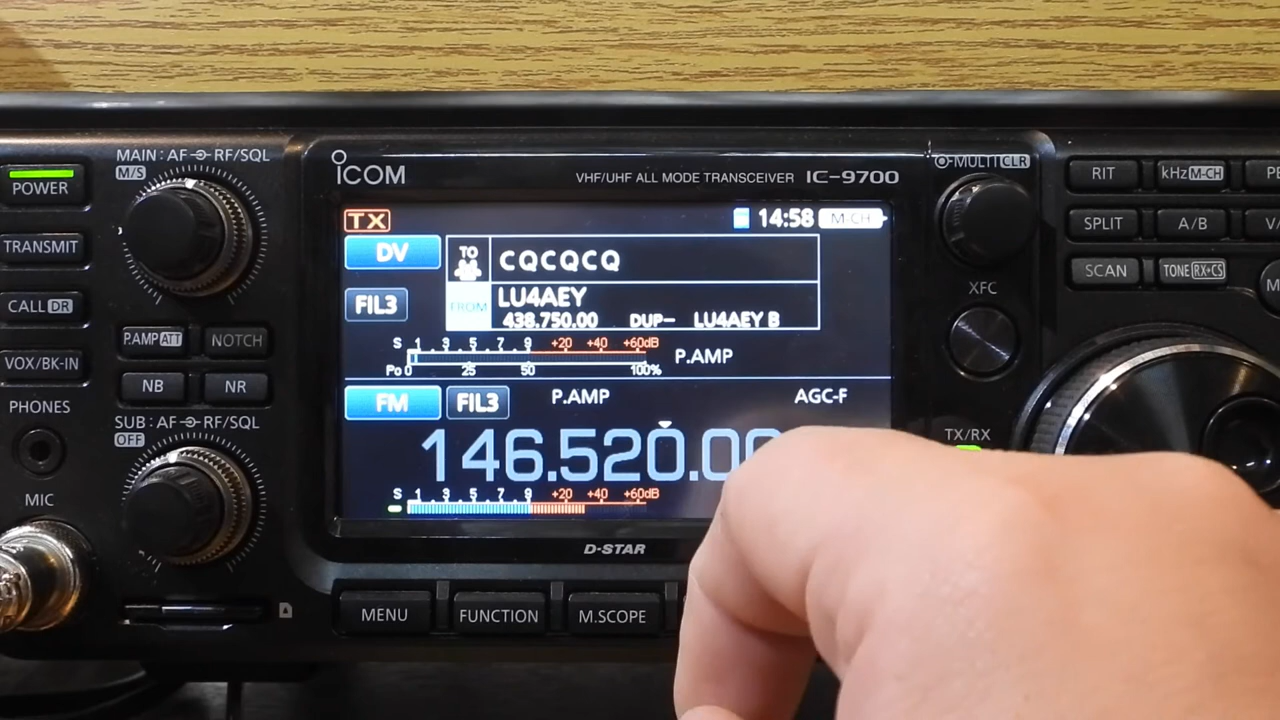 MAIN : AF RF/SQL
M/S
POWER
TRANSMIT
CALL DR
P.AMP ATT NOTCH
VOX/BK-IN
NB NR
PHONES
SUB : AF RF/SQL
OFF
MIC
ICOM
VHF/UHF ALL MODE TRANSCEIVER IC-9700
TX 14:58 M-CH
DV TO CQCQCQ
FIL3 FROM LU4AEY
438.750.00 DUP- LU4AEY B
S 1 3 5 7 9 +20 +40 +60dB
P.AMP
Po 0 25 50 100%
FM FIL3 P.AMP AGC-F
146.520.0
S 1 3 5 7 9 +20 +40 +60dB
D-STAR
MENU FUNCTION M.SCOPE
MULTI CLR
XFC
TX/RX
RIT kHz M-CH
SPLIT A/B
SCAN TONE RX→CS